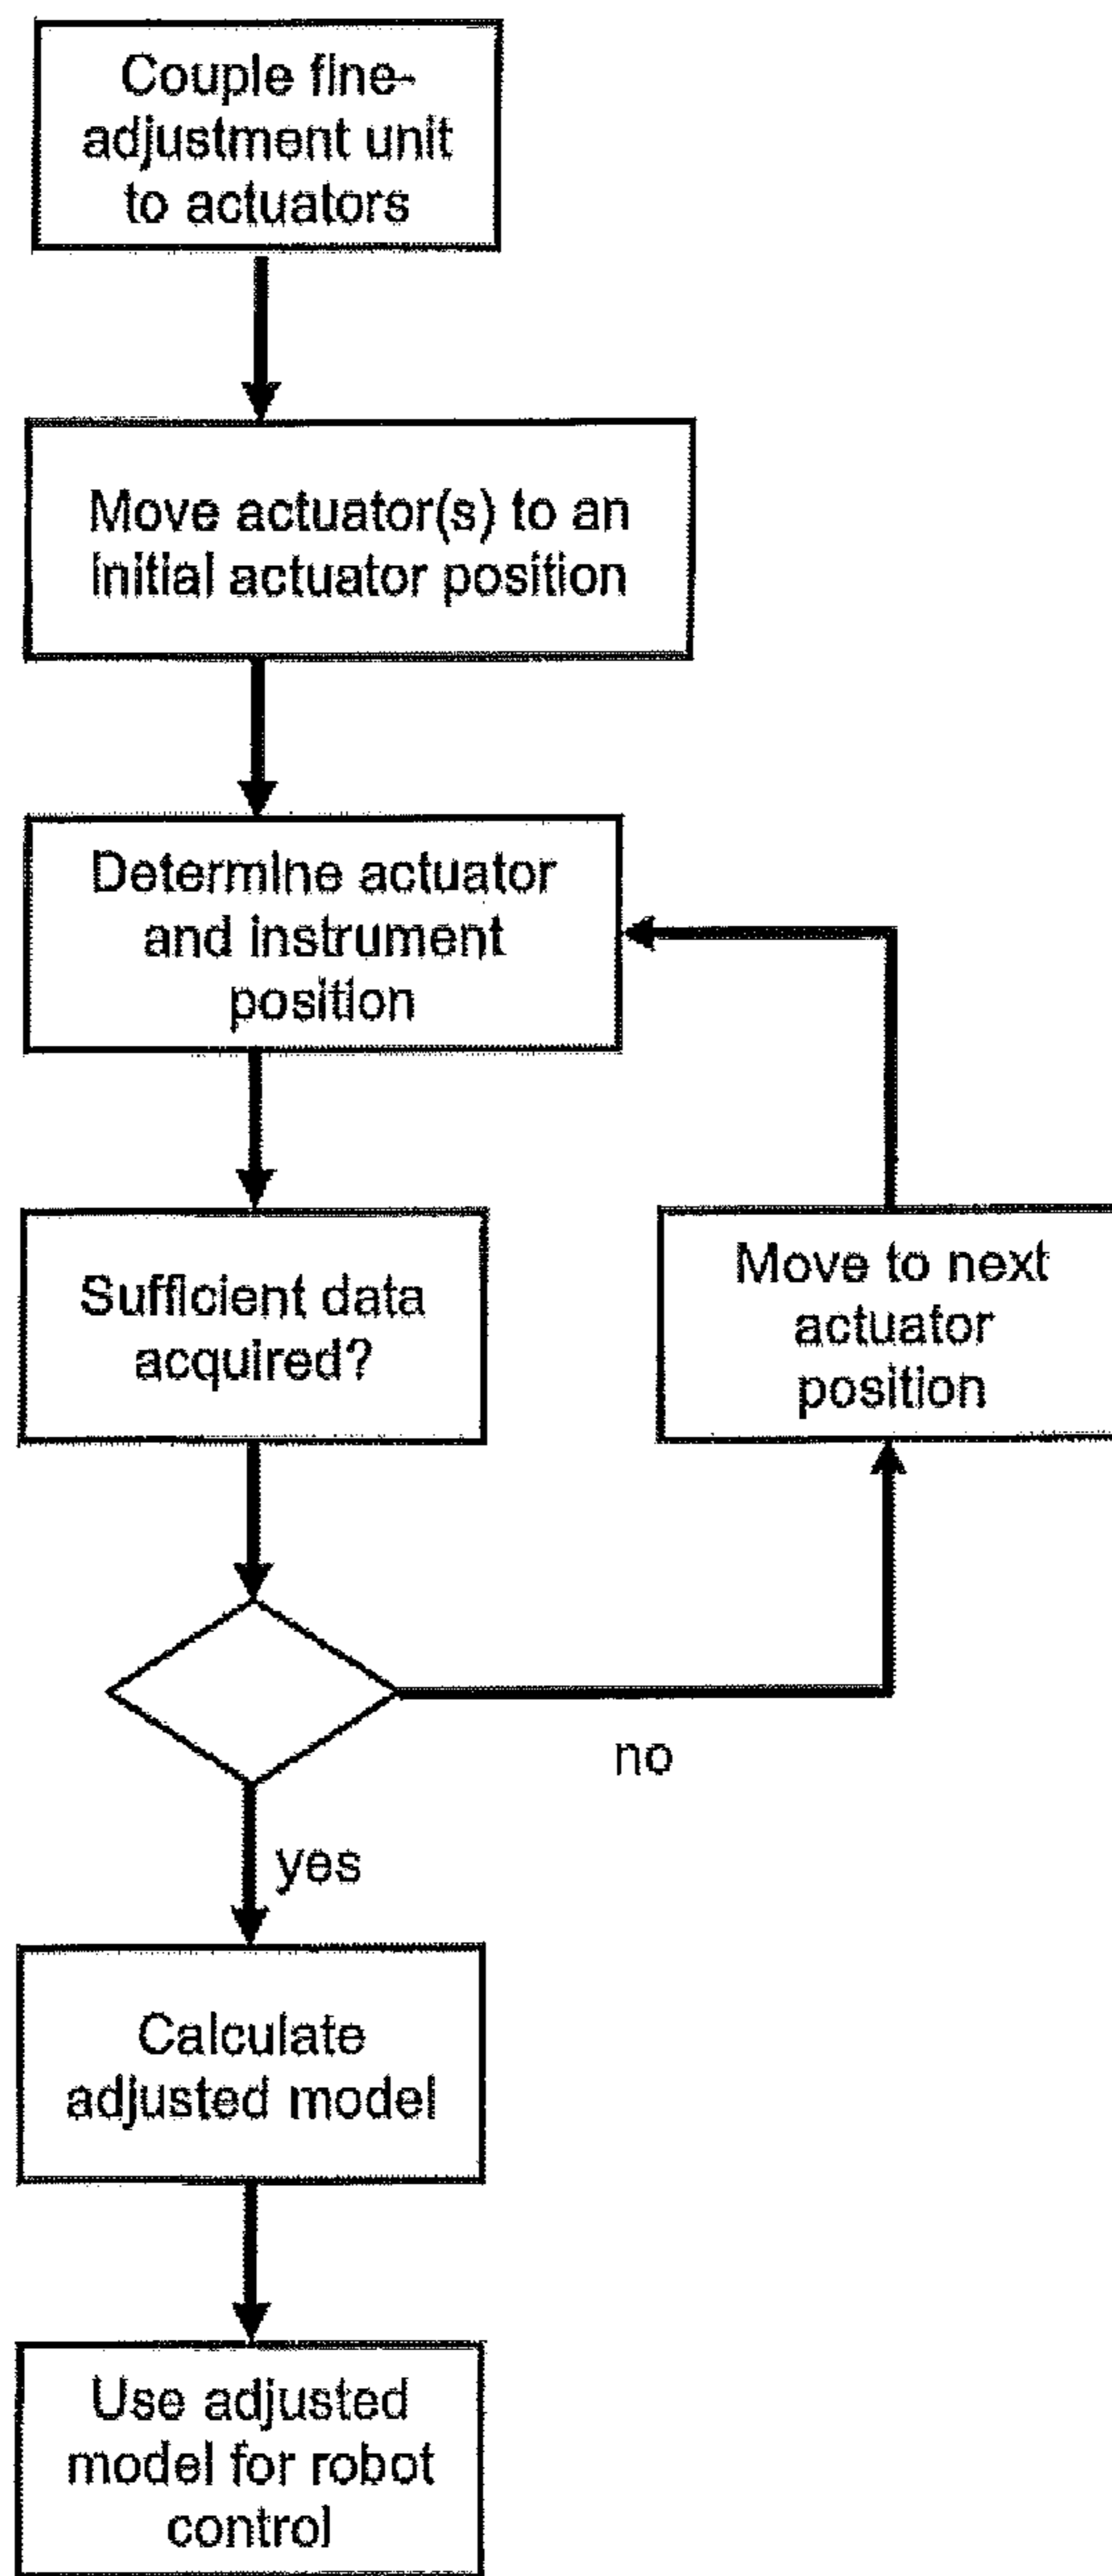 Couple fine-
adjustment unit
to actuators
Move actuator(s) to an
initial actuator position
Determine actuator
and instrument
position
Sufficient data
acquired?
Move to next
actuator
position
no
yes
Calculate
adjusted model
Use adjusted
model for robot
control